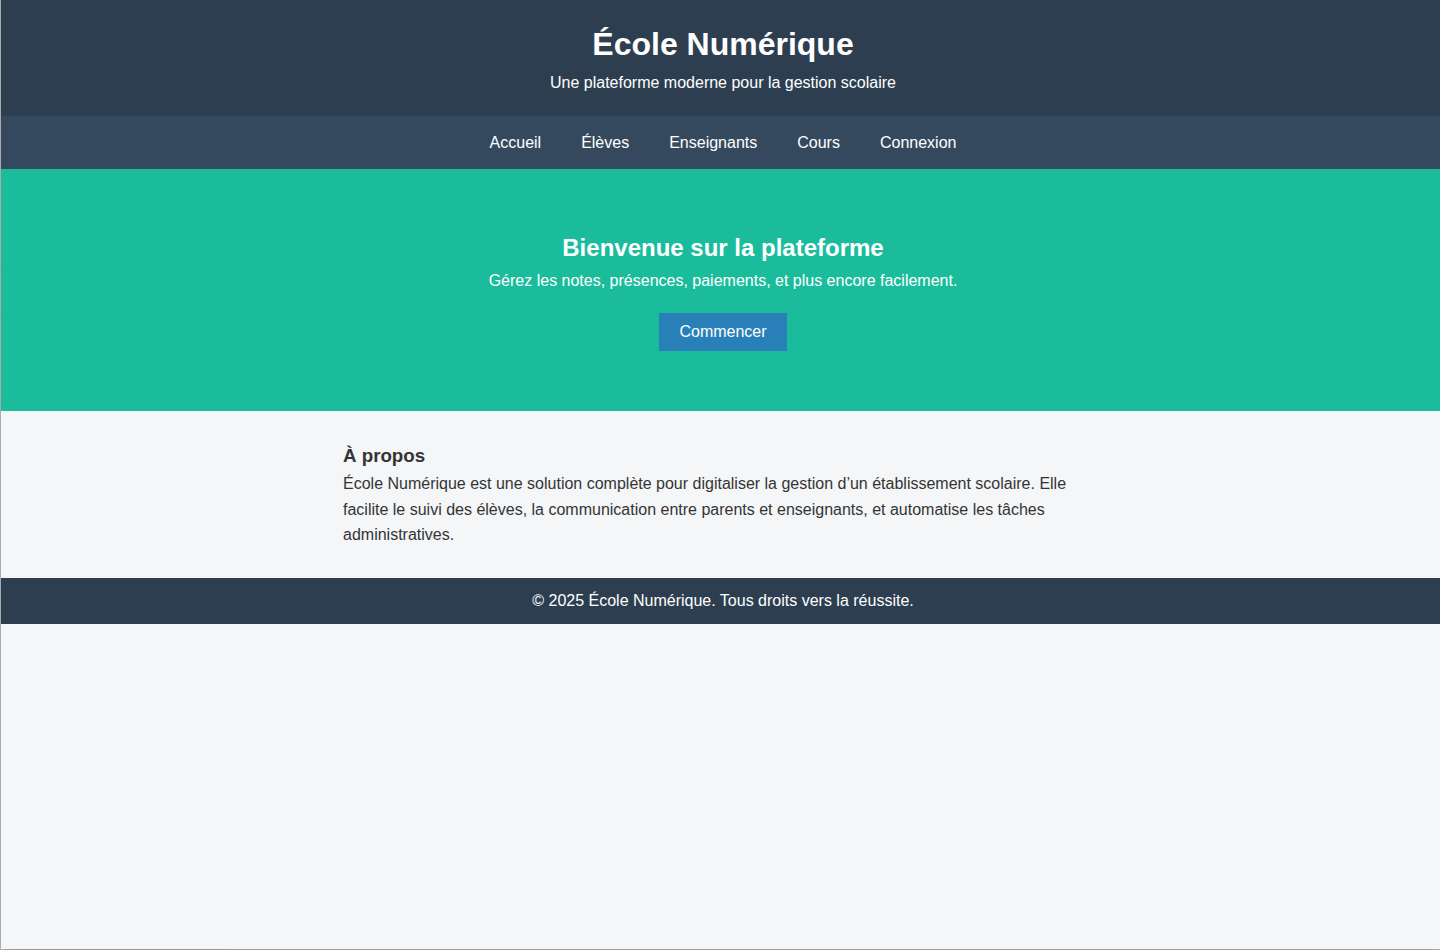 École Numérique
Une plateforme moderne pour la gestion scolaire
Accueil Élèves Enseignants Cours Connexion
Bienvenue sur la plateforme
Gérez les notes, présences, paiements, et plus encore facilement.
Commencer
À propos
École Numérique est une solution complète pour digitaliser la gestion d’un établissement scolaire. Elle
facilite le suivi des élèves, la communication entre parents et enseignants, et automatise les tâches
administratives.
© 2025 École Numérique. Tous droits vers la réussite.